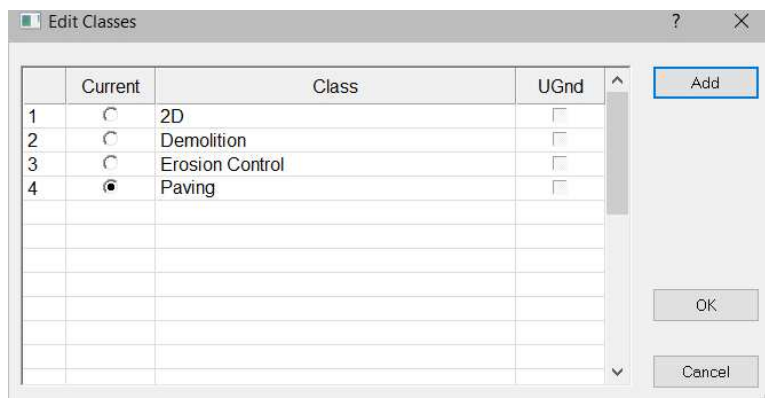 Edit Classes ? X
Current Class UGnd Add
1 2D
2 Demolition
3 Erosion Control
4 Paving
OK
Cancel